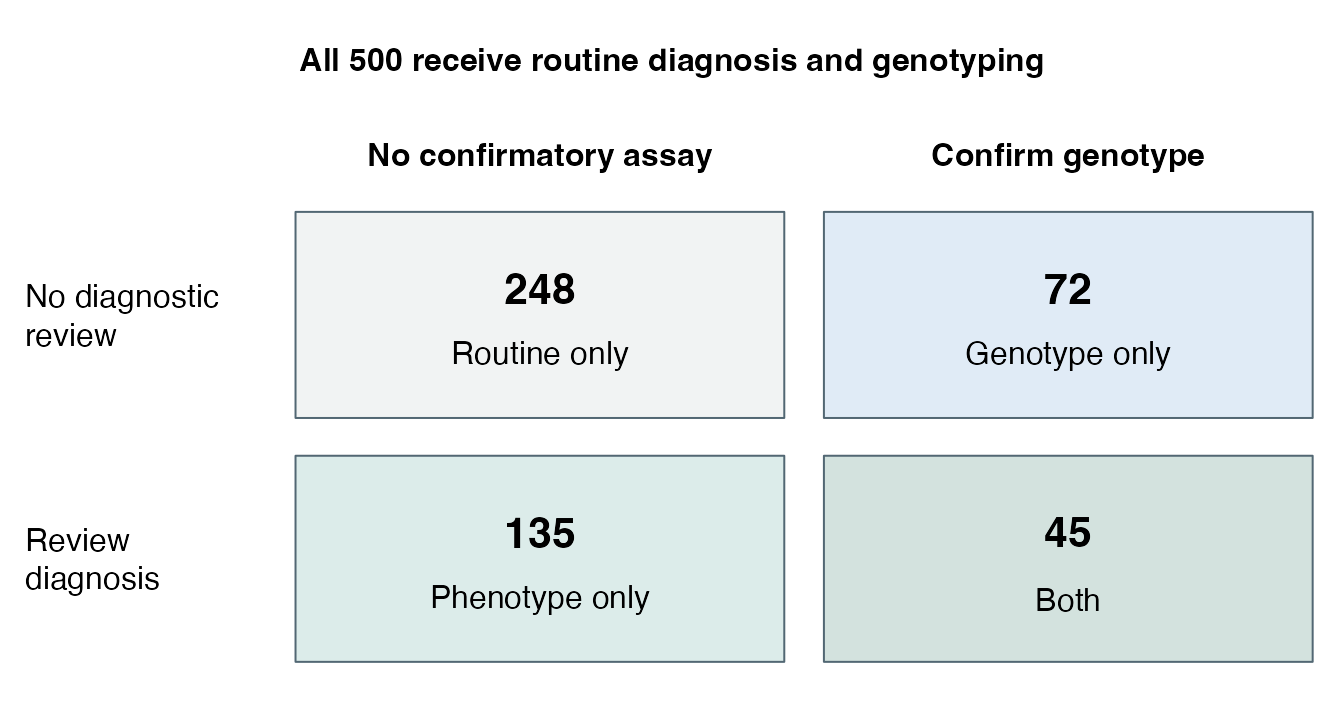 All 500 receive routine diagnosis and genotyping
No confirmatory assay
Confirm genotype
No diagnostic
review
248
Routine only
72
Genotype only
Review
diagnosis
135
Phenotype only
45
Both